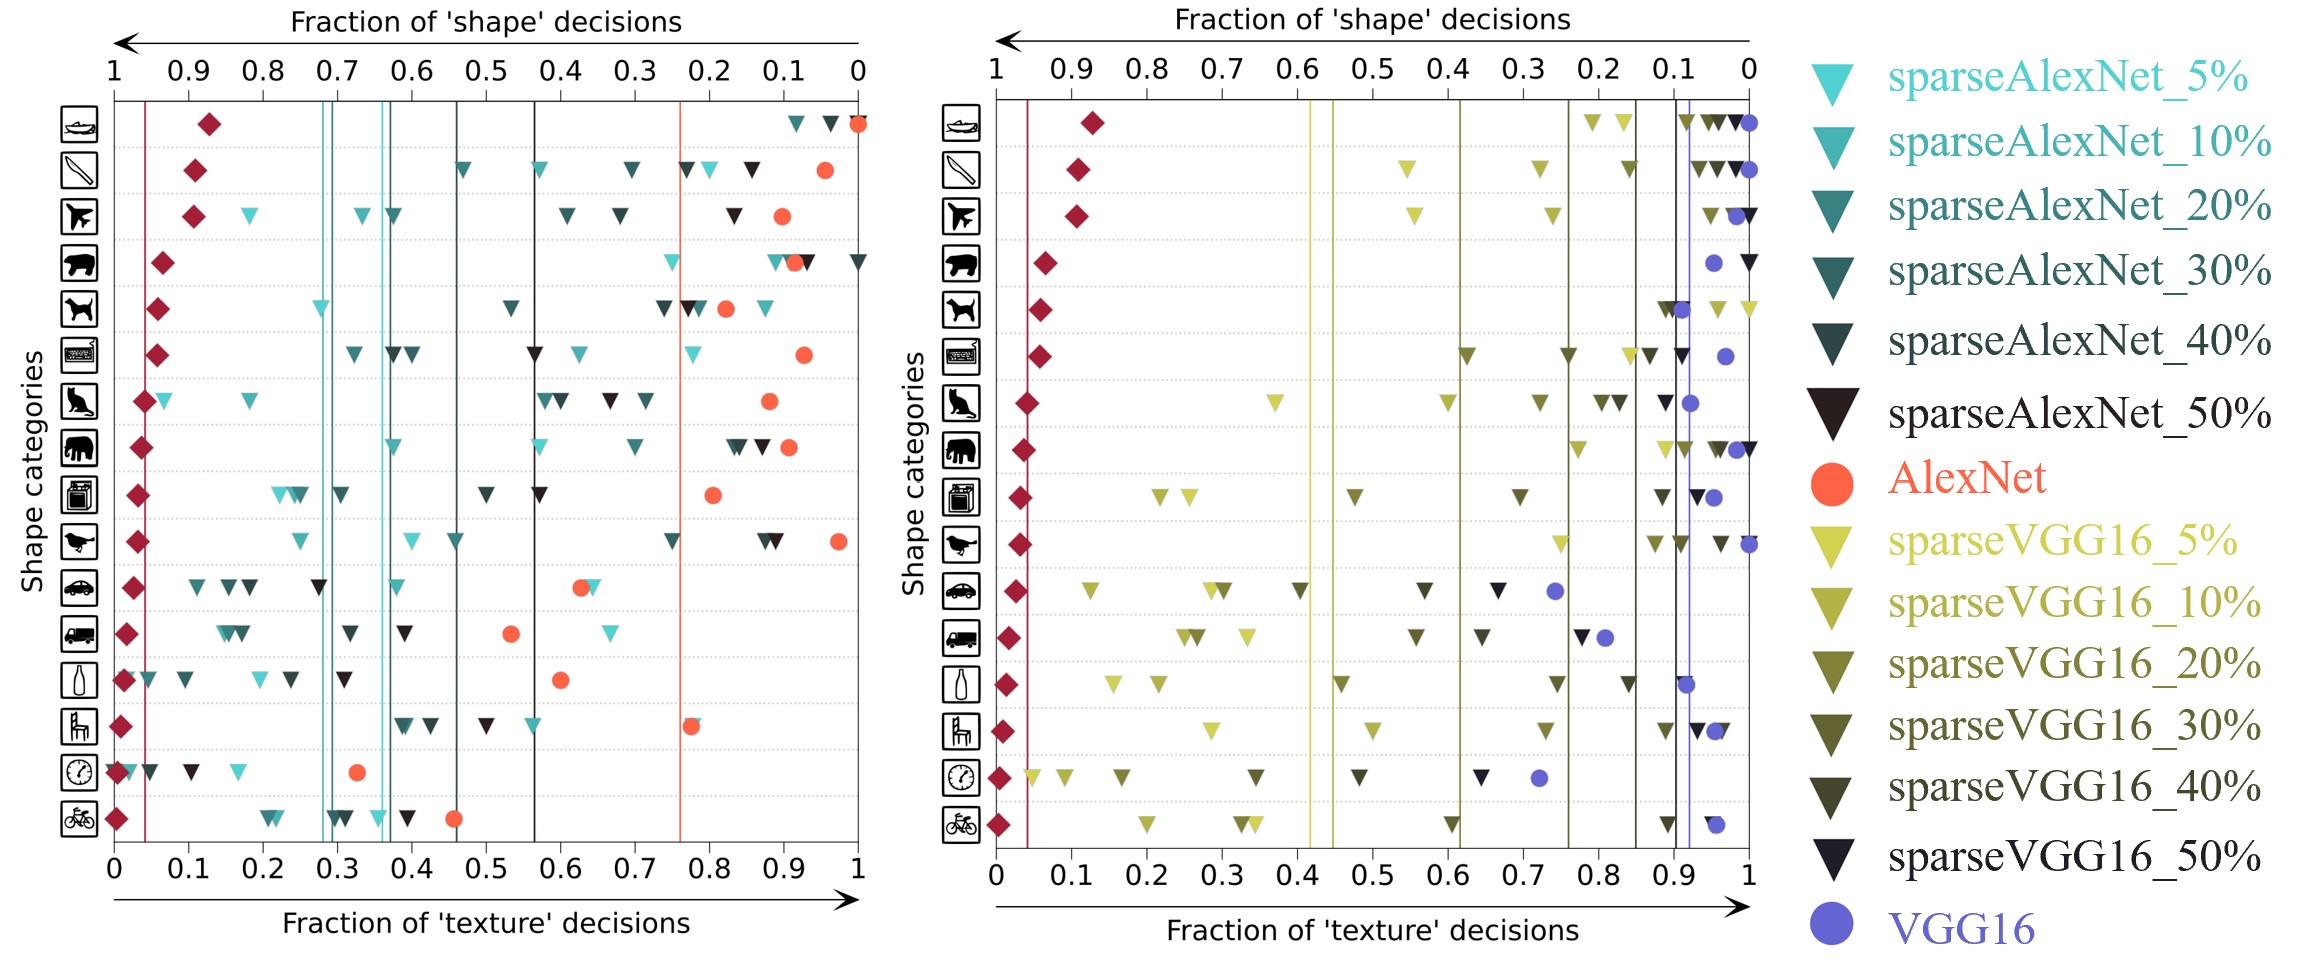 Fraction of 'shape' decisions
1 0.9 0.8 0.7 0.6 0.5 0.4 0.3 0.2 0.1 0
Shape categories
0 0.1 0.2 0.3 0.4 0.5 0.6 0.7 0.8 0.9 1
Fraction of 'texture' decisions
Fraction of 'shape' decisions
1 0.9 0.8 0.7 0.6 0.5 0.4 0.3 0.2 0.1 0
Shape categories
0 0.1 0.2 0.3 0.4 0.5 0.6 0.7 0.8 0.9 1
Fraction of 'texture' decisions
sparseAlexNet_5%
sparseAlexNet_10%
sparseAlexNet_20%
sparseAlexNet_30%
sparseAlexNet_40%
sparseAlexNet_50%
AlexNet
sparseVGG16_5%
sparseVGG16_10%
sparseVGG16_20%
sparseVGG16_30%
sparseVGG16_40%
sparseVGG16_50%
VGG16